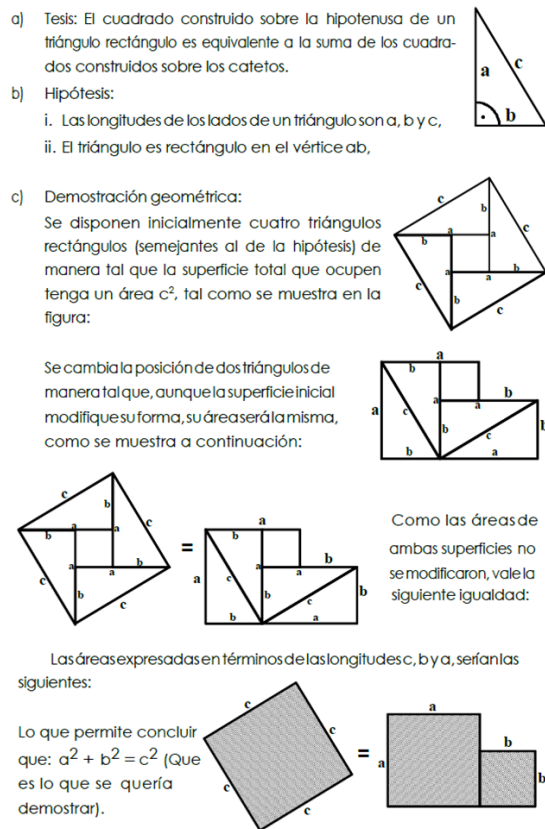 a) Tesis: El cuadrado construido sobre la hipotenusa de un
triángulo rectángulo es equivalente a la suma de los cuadra-
dos construidos sobre los catetos.
a
c
b
b) Hipótesis:
i. Las longitudes de los lados de un triángulo son a, b y c,
ii. El triángulo es rectángulo en el vértice ab,
c) Demostración geométrica:
Se disponen inicialmente cuatro triángulos
rectángulos (semejantes al de la hipótesis) de
manera tal que la superficie total que ocupen
tenga un área c², tal como se muestra en la
figura:
c
b
c
a
b
a
a
b
a
c
b
c
Se cambia la posición de dos triángulos de
manera tal que, aunque la superficie inicial
modifique su forma, su área será la misma,
como se muestra a continuación:
a
b
b
a
c
a
a
b
c
b
b
a
c
b
c
a
b
a
a
b
a
c
b
c
=
a
b
b
a
c
a
a
b
c
b
b
a
Como las áreas de
ambas superficies no
se modificaron, vale la
siguiente igualdad:
Las áreas expresadas en términos de las longitudes c, b y a, serían las
siguientes:
Lo que permite concluir
que: a² + b² = c² (Que
es lo que se quería
demostrar).
c
c
c
c
=
a
a
b
b